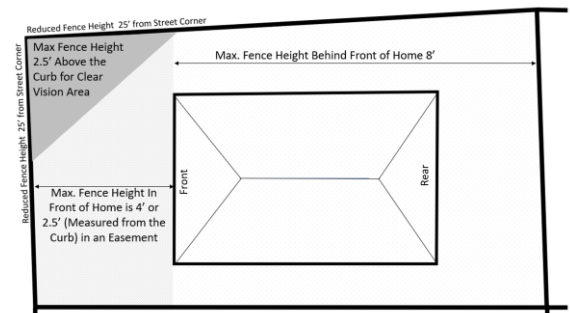 Reduced Fence Height 25’ from Street Corner
Max Fence Height
2.5’ Above the
Curb for Clear
Vision Area
Max. Fence Height Behind Front of Home 8’
Reduced Fence Height 25’ from Street Corner
Front
Rear
Max. Fence Height In
Front of Home is 4’ or
2.5’ (Measured from the
Curb) in an Easement